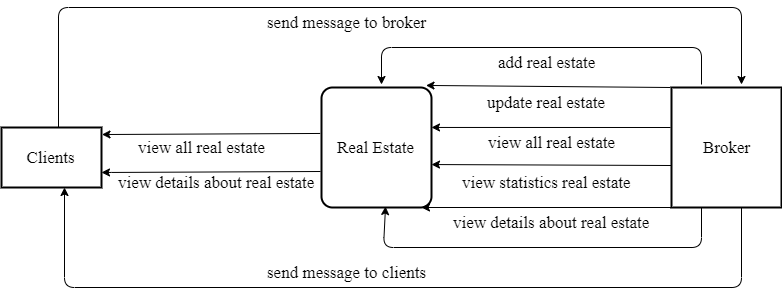 send message to broker
add real estate
update real estate
Clients
view all real estate
view details about real estate
Real Estate
view all real estate
view statistics real estate
view details about real estate
Broker
send message to clients